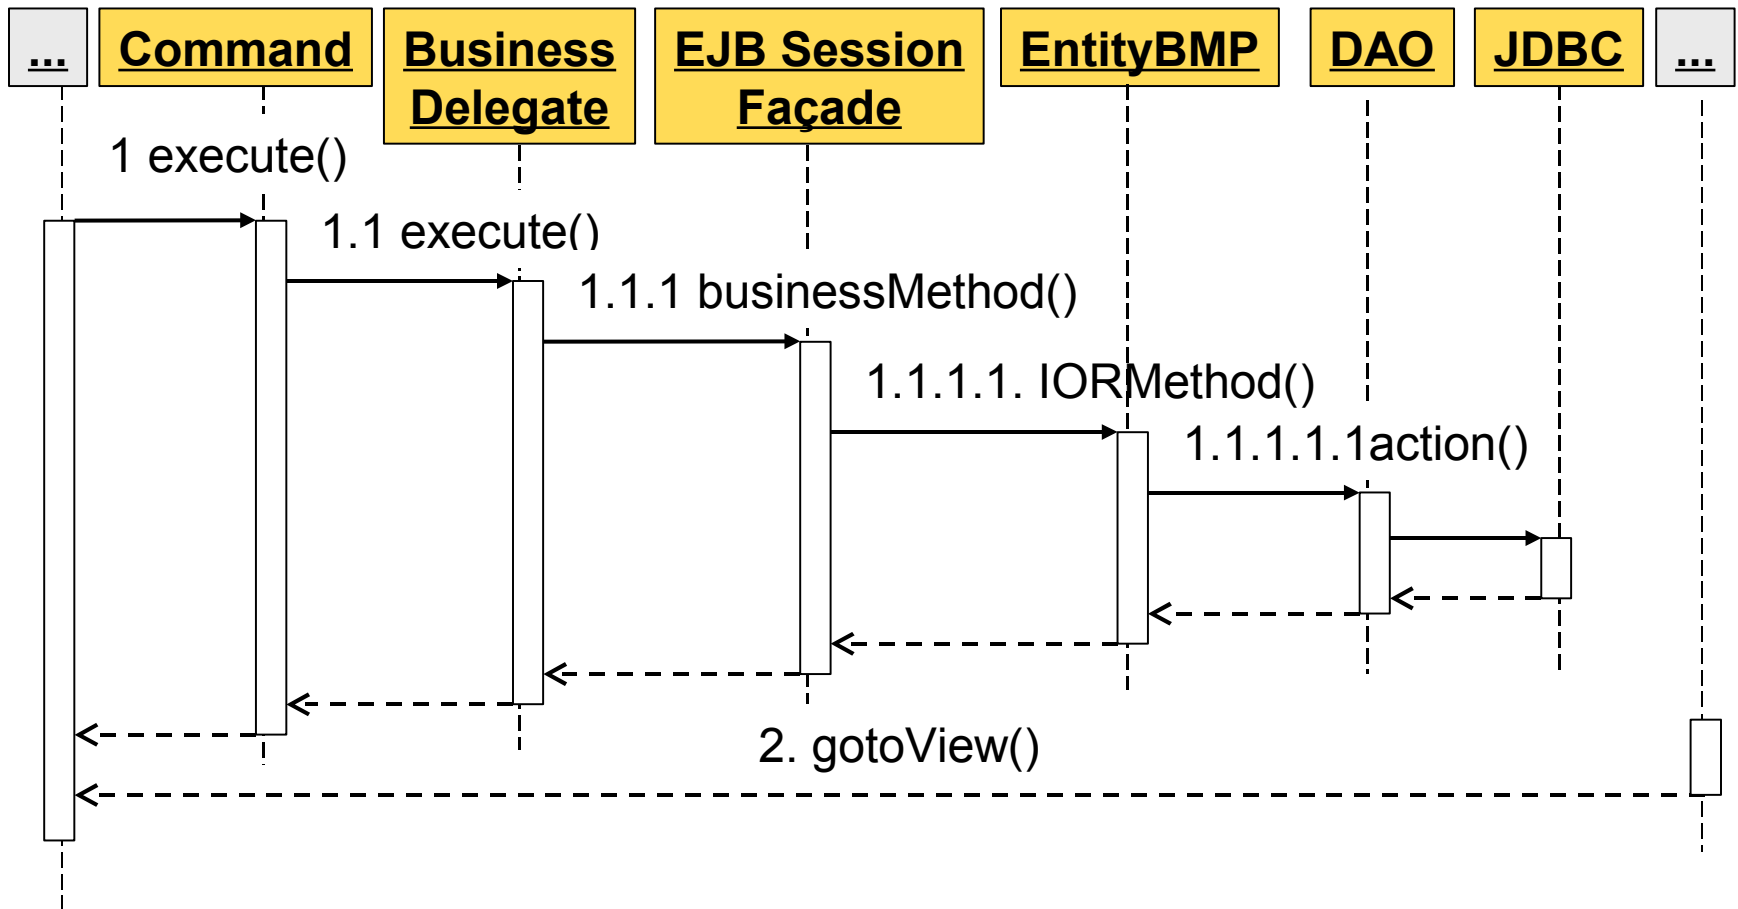 ...
Command
Business
Delegate
EJB Session
Façade
EntityBMP
DAO
JDBC
...
1 execute()
1.1 execute()
1.1.1 businessMethod()
1.1.1.1. IORMethod()
1.1.1.1.1action()
2. gotoView()